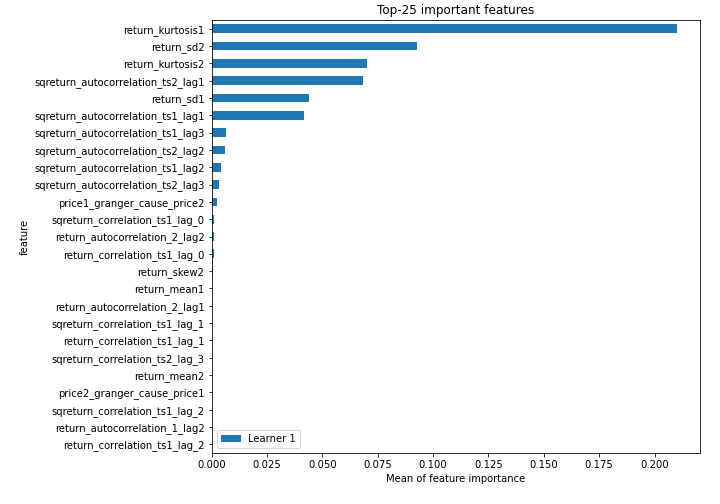 Top-25 important features
return_kurtosis1
return_sd2
return_kurtosis2
sqreturn_autocorrelation_ts2_lag1
return_sd1
sqreturn_autocorrelation_ts1_lag1
sqreturn_autocorrelation_ts1_lag3
sqreturn_autocorrelation_ts2_lag2
sqreturn_autocorrelation_ts1_lag2
sqreturn_autocorrelation_ts2_lag3
price1_granger_cause_price2
sqreturn_correlation_ts1_lag_0
return_autocorrelation_2_lag2
return_correlation_ts1_lag_0
return_skew2
return_mean1
return_autocorrelation_2_lag1
sqreturn_correlation_ts1_lag_1
return_correlation_ts1_lag_1
sqreturn_correlation_ts2_lag_3
return_mean2
price2_granger_cause_price1
sqreturn_correlation_ts1_lag_2
return_autocorrelation_1_lag2
return_correlation_ts1_lag_2
feature
Learner 1
0.000 0.025 0.050 0.075 0.100 0.125 0.150 0.175 0.200
Mean of feature importance